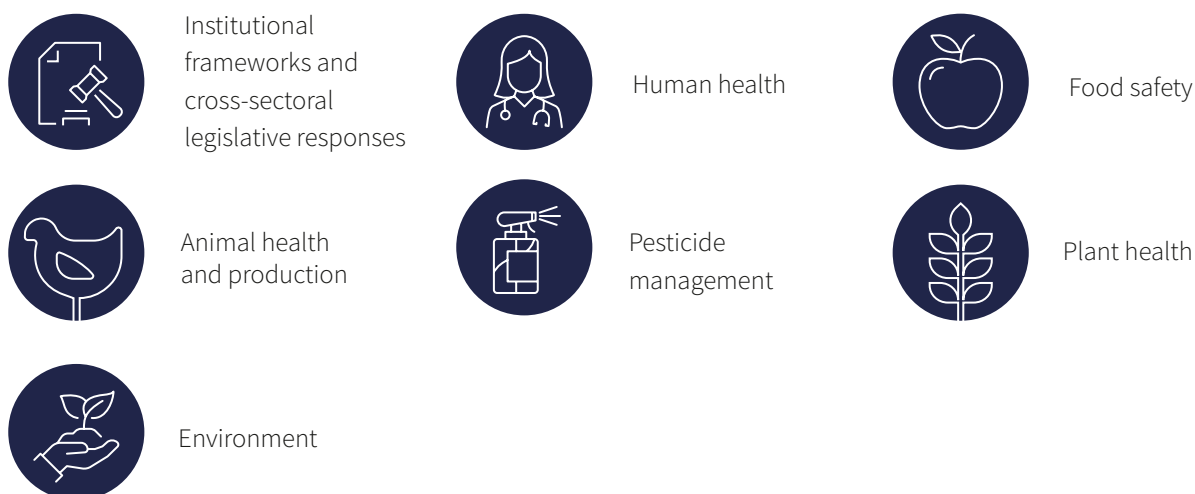 Institutional
frameworks and
cross-sectoral
legislative responses
Human health
Food safety
Animal health
and production
Pesticide
management
Plant health
Environment